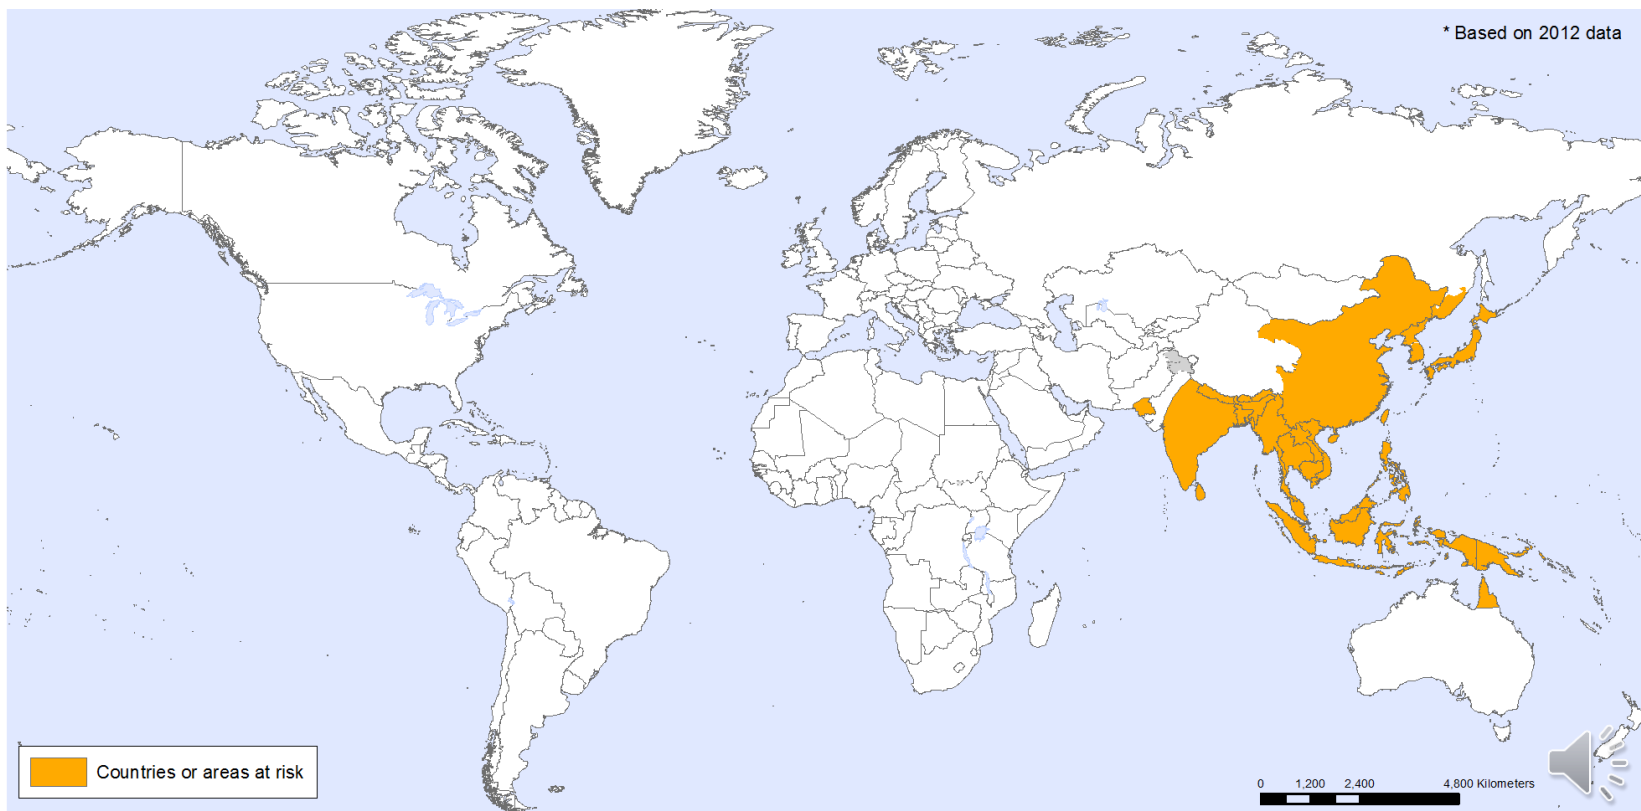 * Based on 2012 data
Countries or areas at risk
0 1,200 2,400 4,800 Kilometers